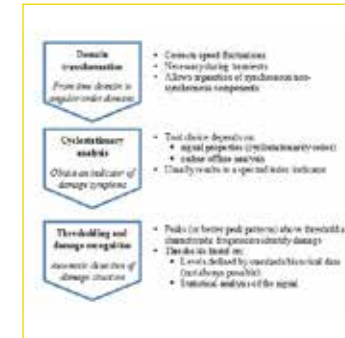 Domain
transformation
From time domain to
angular/order domain
• Corrects speed fluctuations
• Necessary during transients
• Allows separation of synchronous/non-
synchronous components
Cyclostationary
analysis
Obtain an indicator of
damage symptoms
• Tool choice depends on:
• signal properties (cyclostationarity order)
• online/offline analysis
• Usually results in a spectral index/indicator
Thresholding and
damage recognition
Automatic detection of
damage situation
• Peaks (or better peak patterns) above threshold at
characteristic frequencies identify damage
• Thresholds based on:
• Levels defined by standards/historical data
(not always possible)
• Statistical analysis of the signal